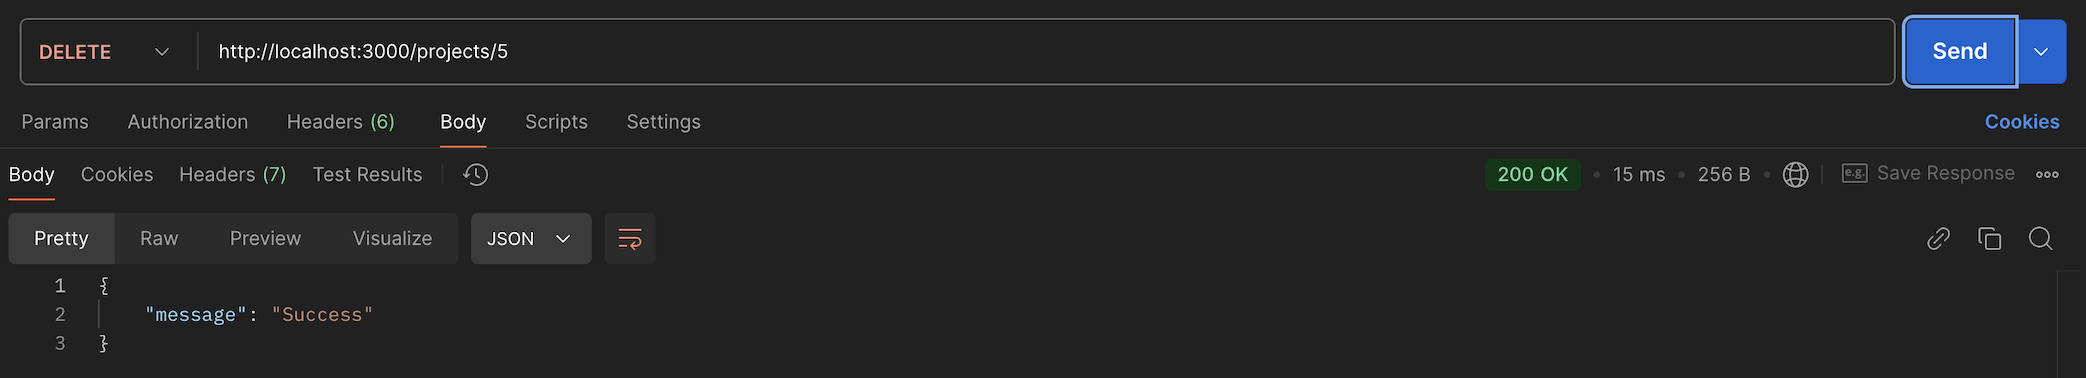 DELETE http://localhost:3000/projects/5 Send
Params Authorization Headers (6) Body Scripts Settings Cookies
Body Cookies Headers (7) Test Results 200 OK • 15 ms • 256 B • e.g. Save Response
Pretty Raw Preview Visualize JSON
1 {
2 "message": "Success"
3 }